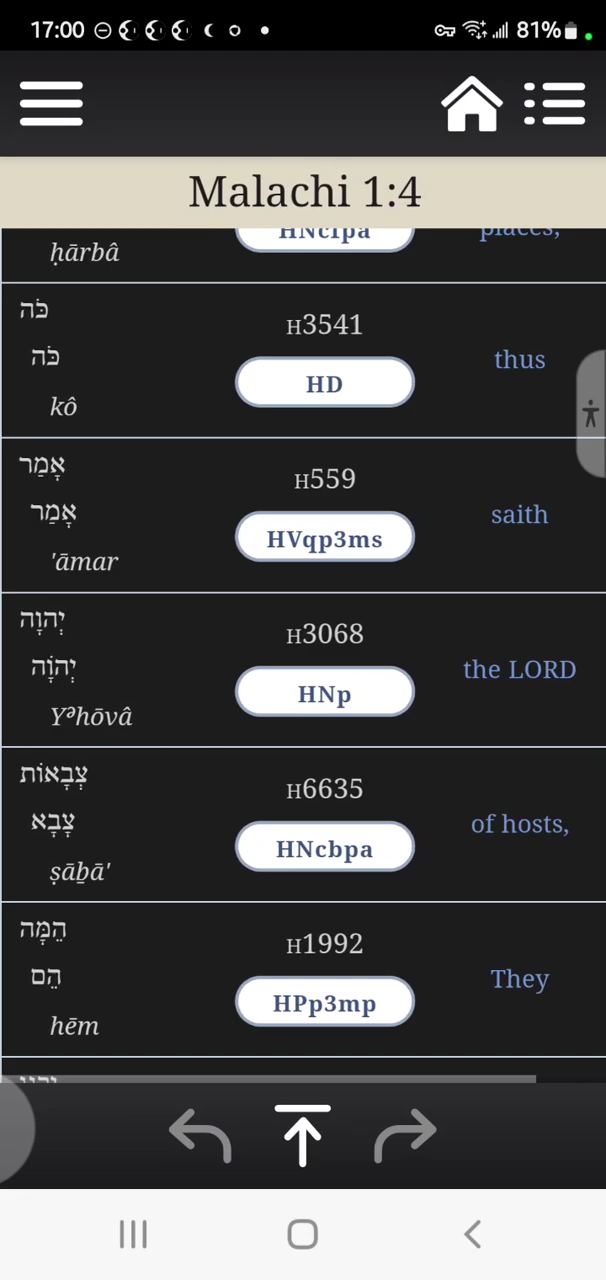 17:00
81%
Malachi 1:4
ḥārbâ
HNcfpa
places,
כֹּה
כֹּה
kô
H3541
HD
thus
אָמַר
אָמַר
'āmar
H559
HVqp3ms
saith
יְהוָה
יְהוָֹה
Yᵊhōvâ
H3068
HNp
the LORD
צְבָאוֹת
צָבָא
ṣāḇā'
H6635
HNcbpa
of hosts,
הֵמָּה
הֵם
hēm
H1992
HPp3mp
They